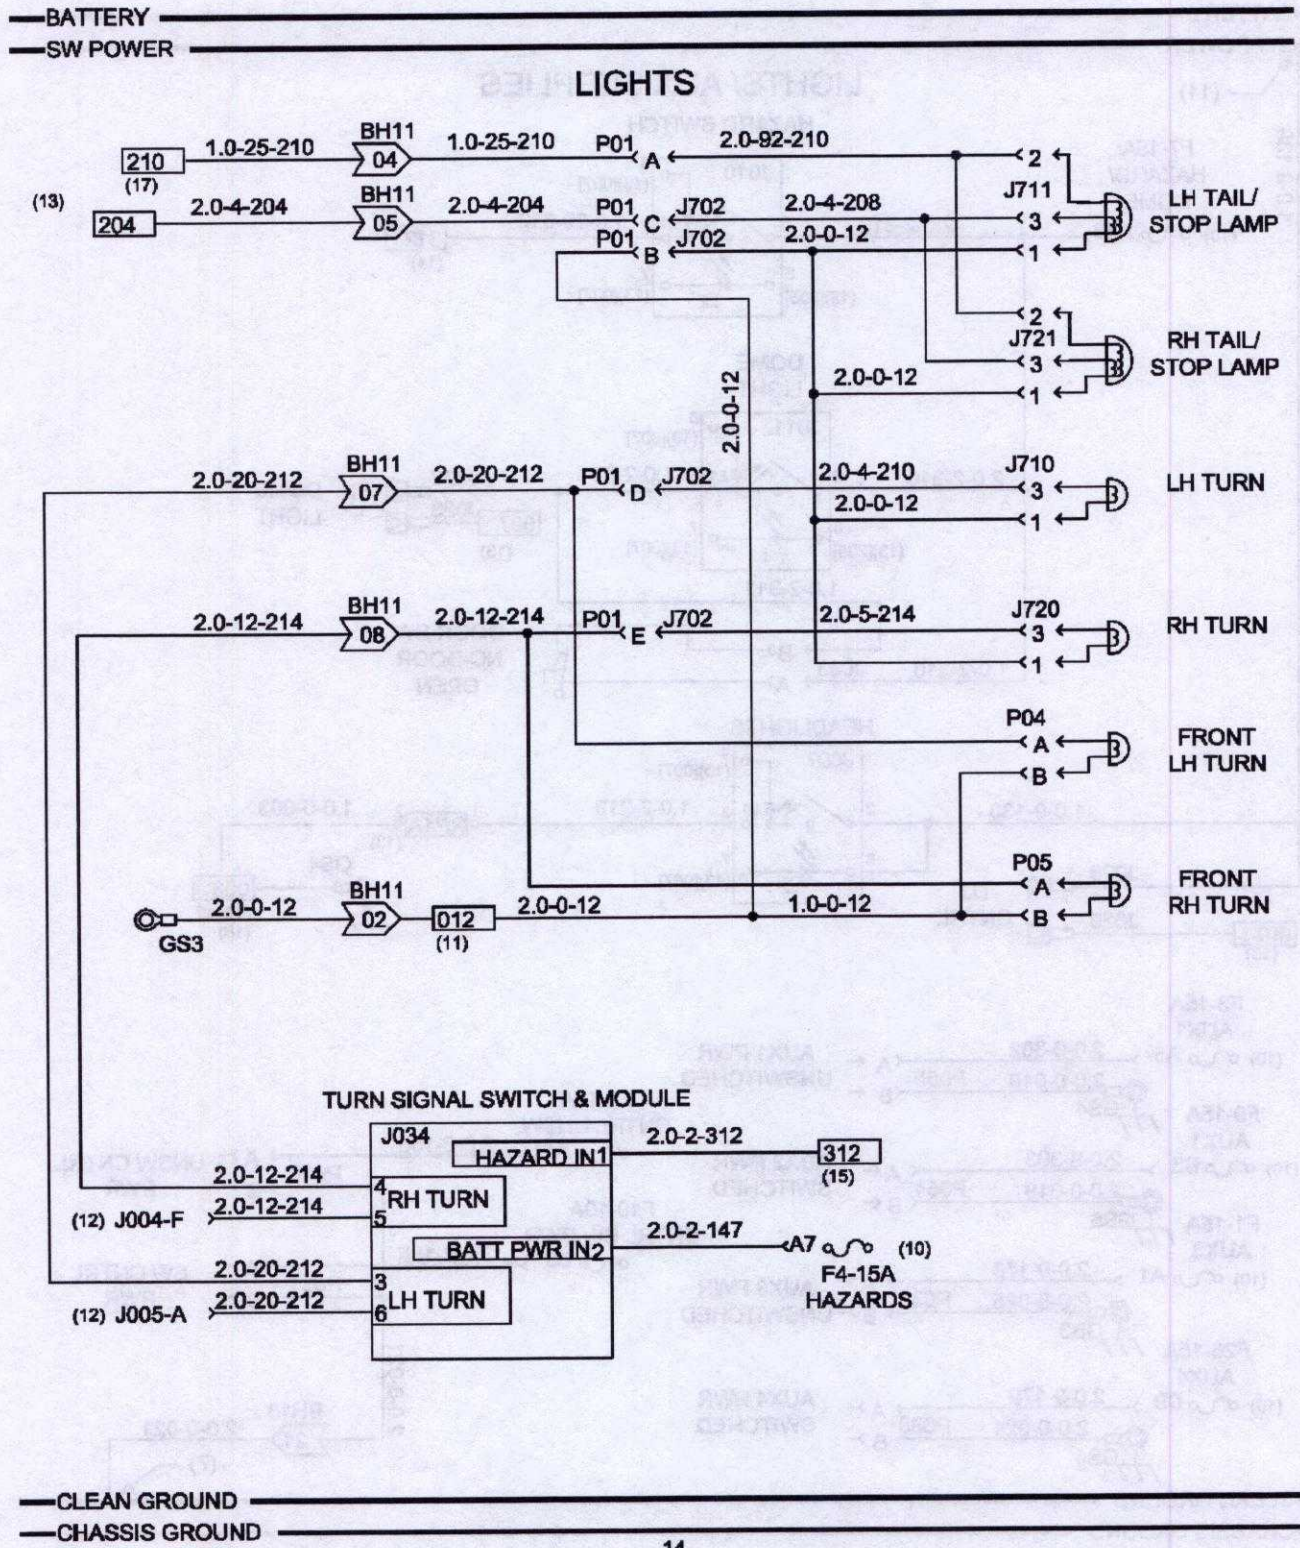 BATTERY
SW POWER
LIGHTS
210 1.0-25-210 BH11 04 1.0-25-210 P01 A 2.0-92-210 2
(17)
(13) 204 2.0-4-204 BH11 05 2.0-4-204 P01 C J702 2.0-4-208 J711 3
P01 B J702 2.0-0-12 1
LH TAIL/
STOP LAMP
2
J721 3
2.0-0-12 1
RH TAIL/
STOP LAMP
2.0-0-12
2.0-20-212 BH11 07 2.0-20-212 P01 D J702 2.0-4-210 J710 3 LH TURN
2.0-0-12 1
2.0-12-214 BH11 08 2.0-12-214 P01 E J702 2.0-5-214 J720 3 RH TURN
1
P04
A
B
FRONT
LH TURN
P05
A
B
FRONT
RH TURN
GS3 2.0-0-12 BH11 02 012 2.0-0-12 1.0-0-12
(11)
TURN SIGNAL SWITCH & MODULE
J034
HAZARD IN 1 2.0-2-312 312
(15)
2.0-12-214 4 RH TURN
(12) J004-F 2.0-12-214 5
BATT PWR IN 2 2.0-2-147 A7 (10)
F4-15A
HAZARDS
2.0-20-212 3 LH TURN
(12) J005-A 2.0-20-212 6
CLEAN GROUND
CHASSIS GROUND
14